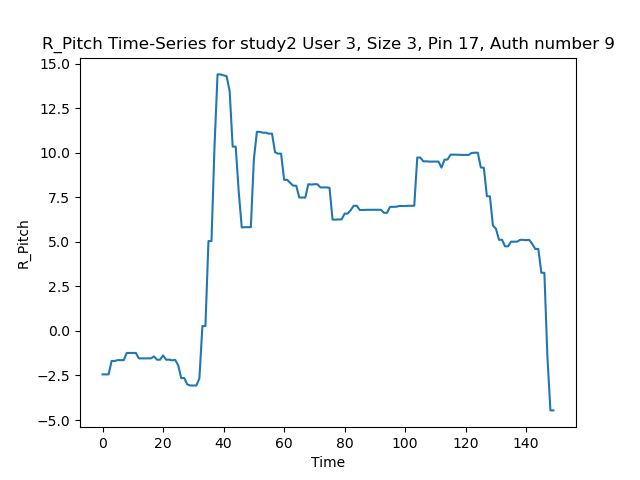 R_Pitch Time-Series for study2 User 3, Size 3, Pin 17, Auth number 9
15.0
12.5
10.0
7.5
5.0
2.5
0.0
−2.5
−5.0
R_Pitch
0 20 40 60 80 100 120 140
Time